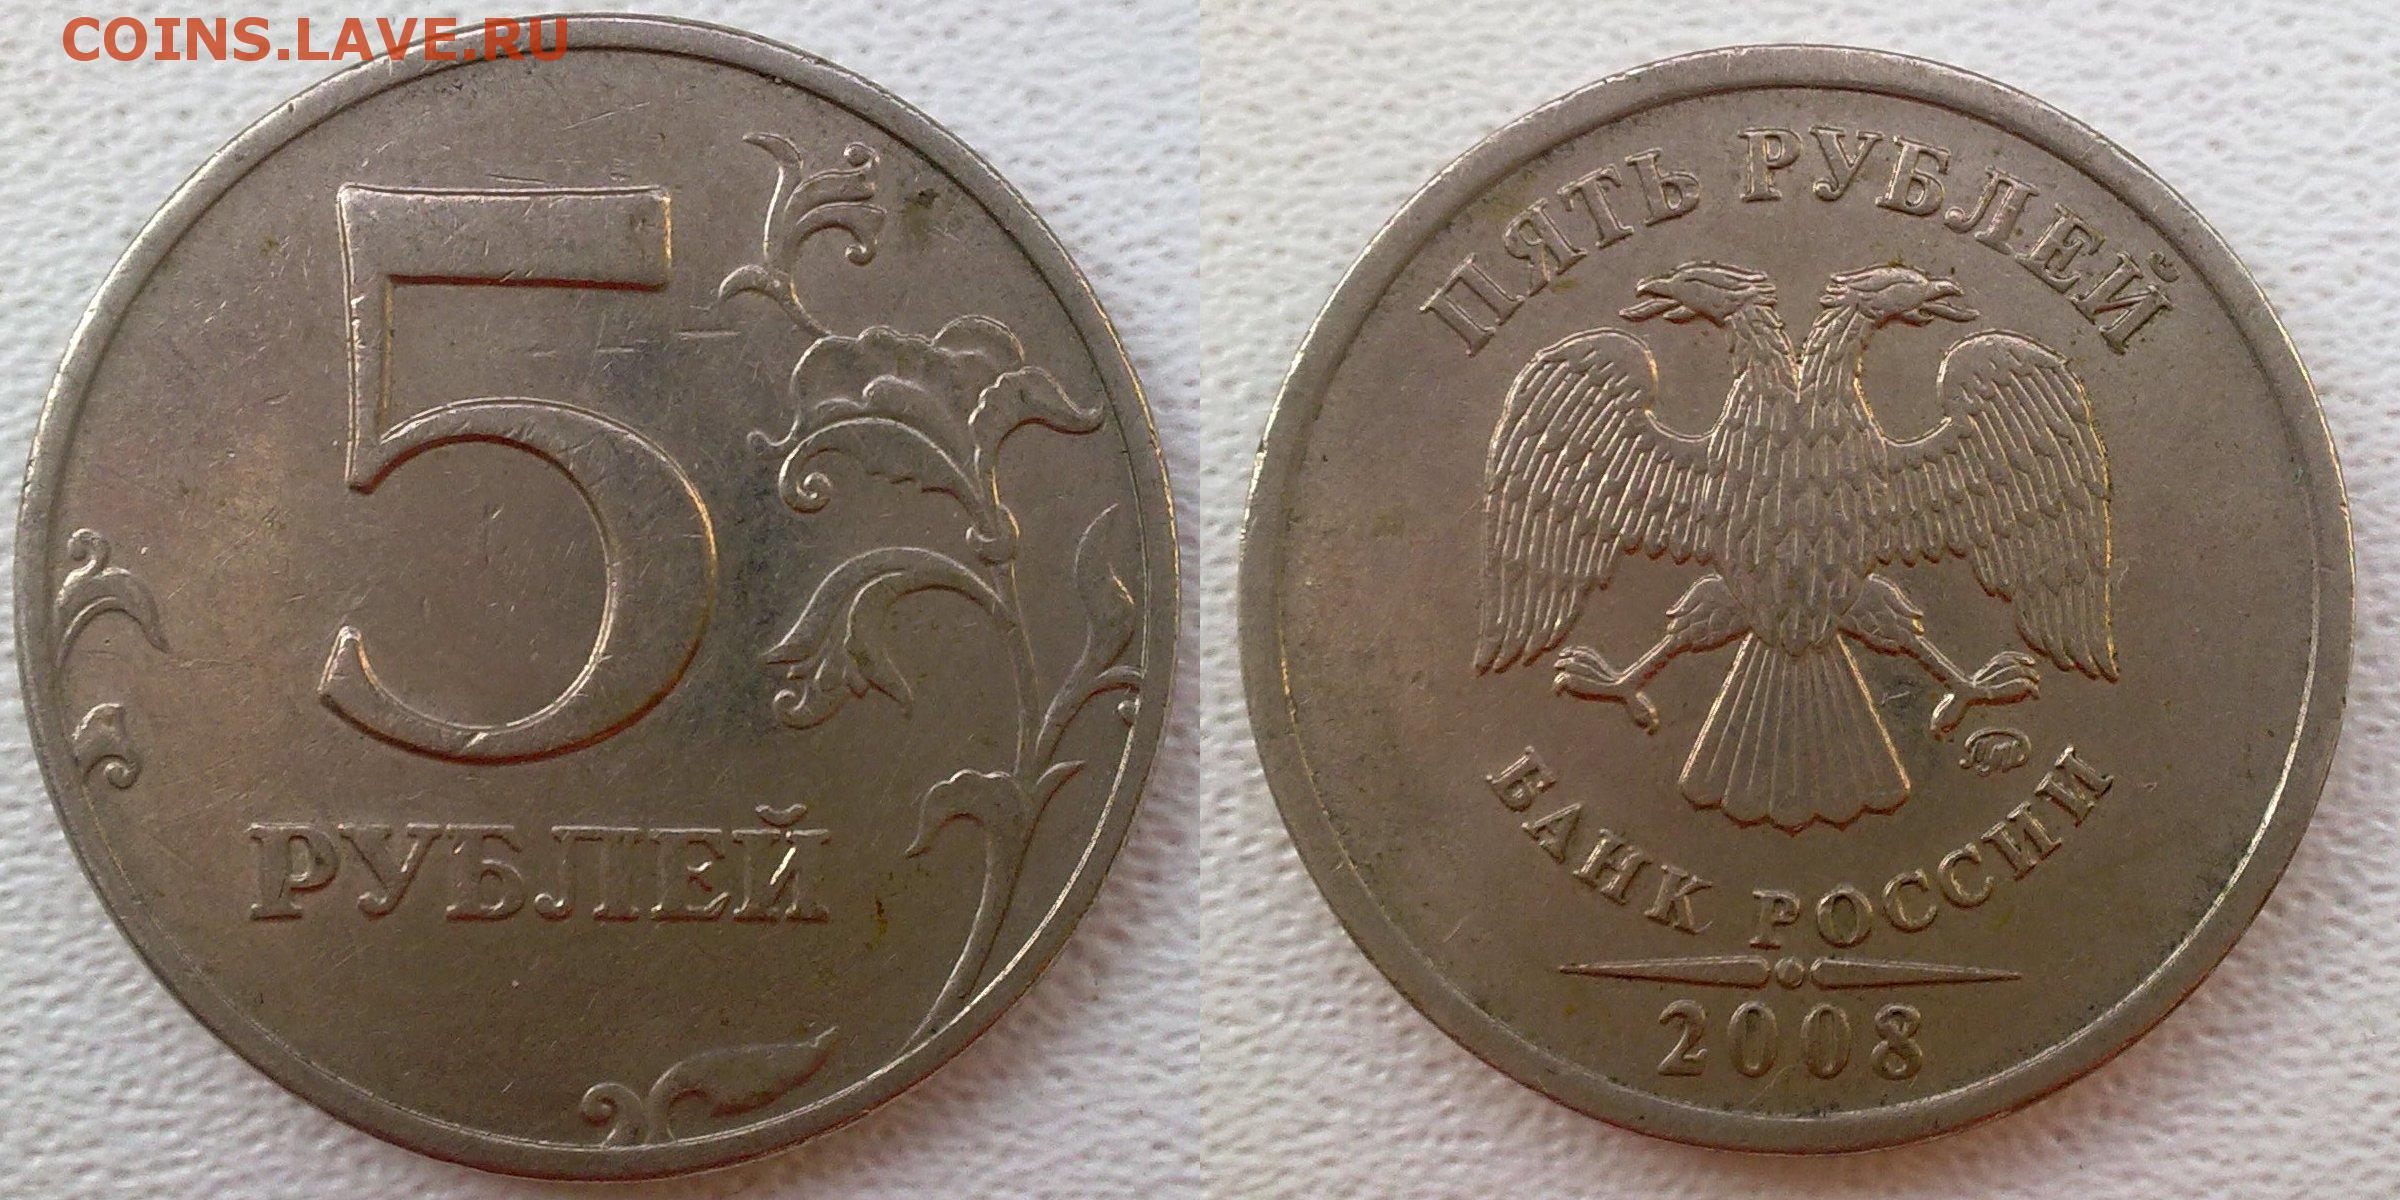 COINS.LAVE.RU
5
РУБЛЕЙ
ПЯТЬ РУБЛЕЙ
БАНК РОССИИ
2008